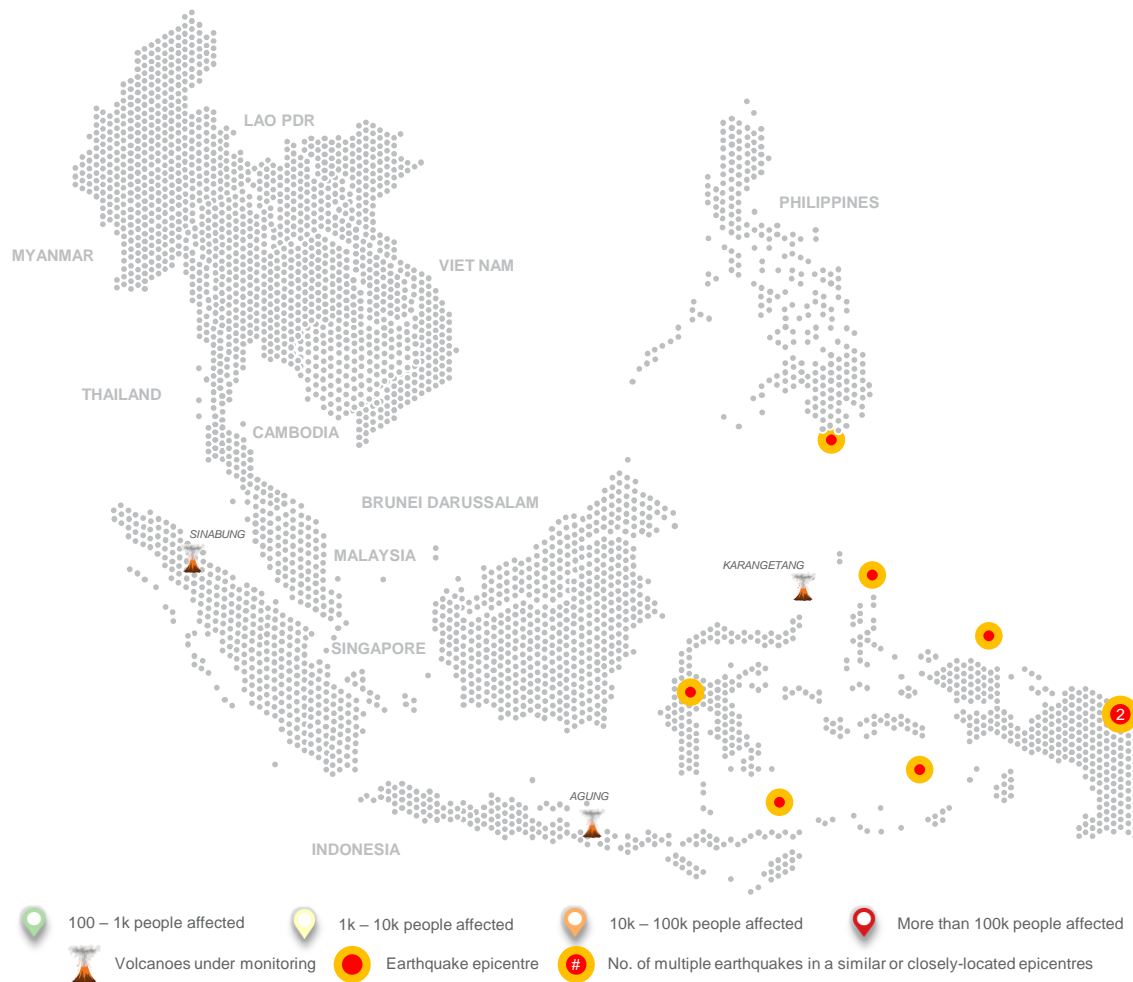 LAO PDR
PHILIPPINES
MYANMAR
VIET NAM
THAILAND
CAMBODIA
BRUNEI DARUSSALAM
SINABUNG
MALAYSIA
KARANGETANG
SINGAPORE
2
AGUNG
INDONESIA
100 – 1k people affected
1k – 10k people affected
10k – 100k people affected
More than 100k people affected
Volcanoes under monitoring
Earthquake epicentre
#
No. of multiple earthquakes in a similar or closely-located epicentres